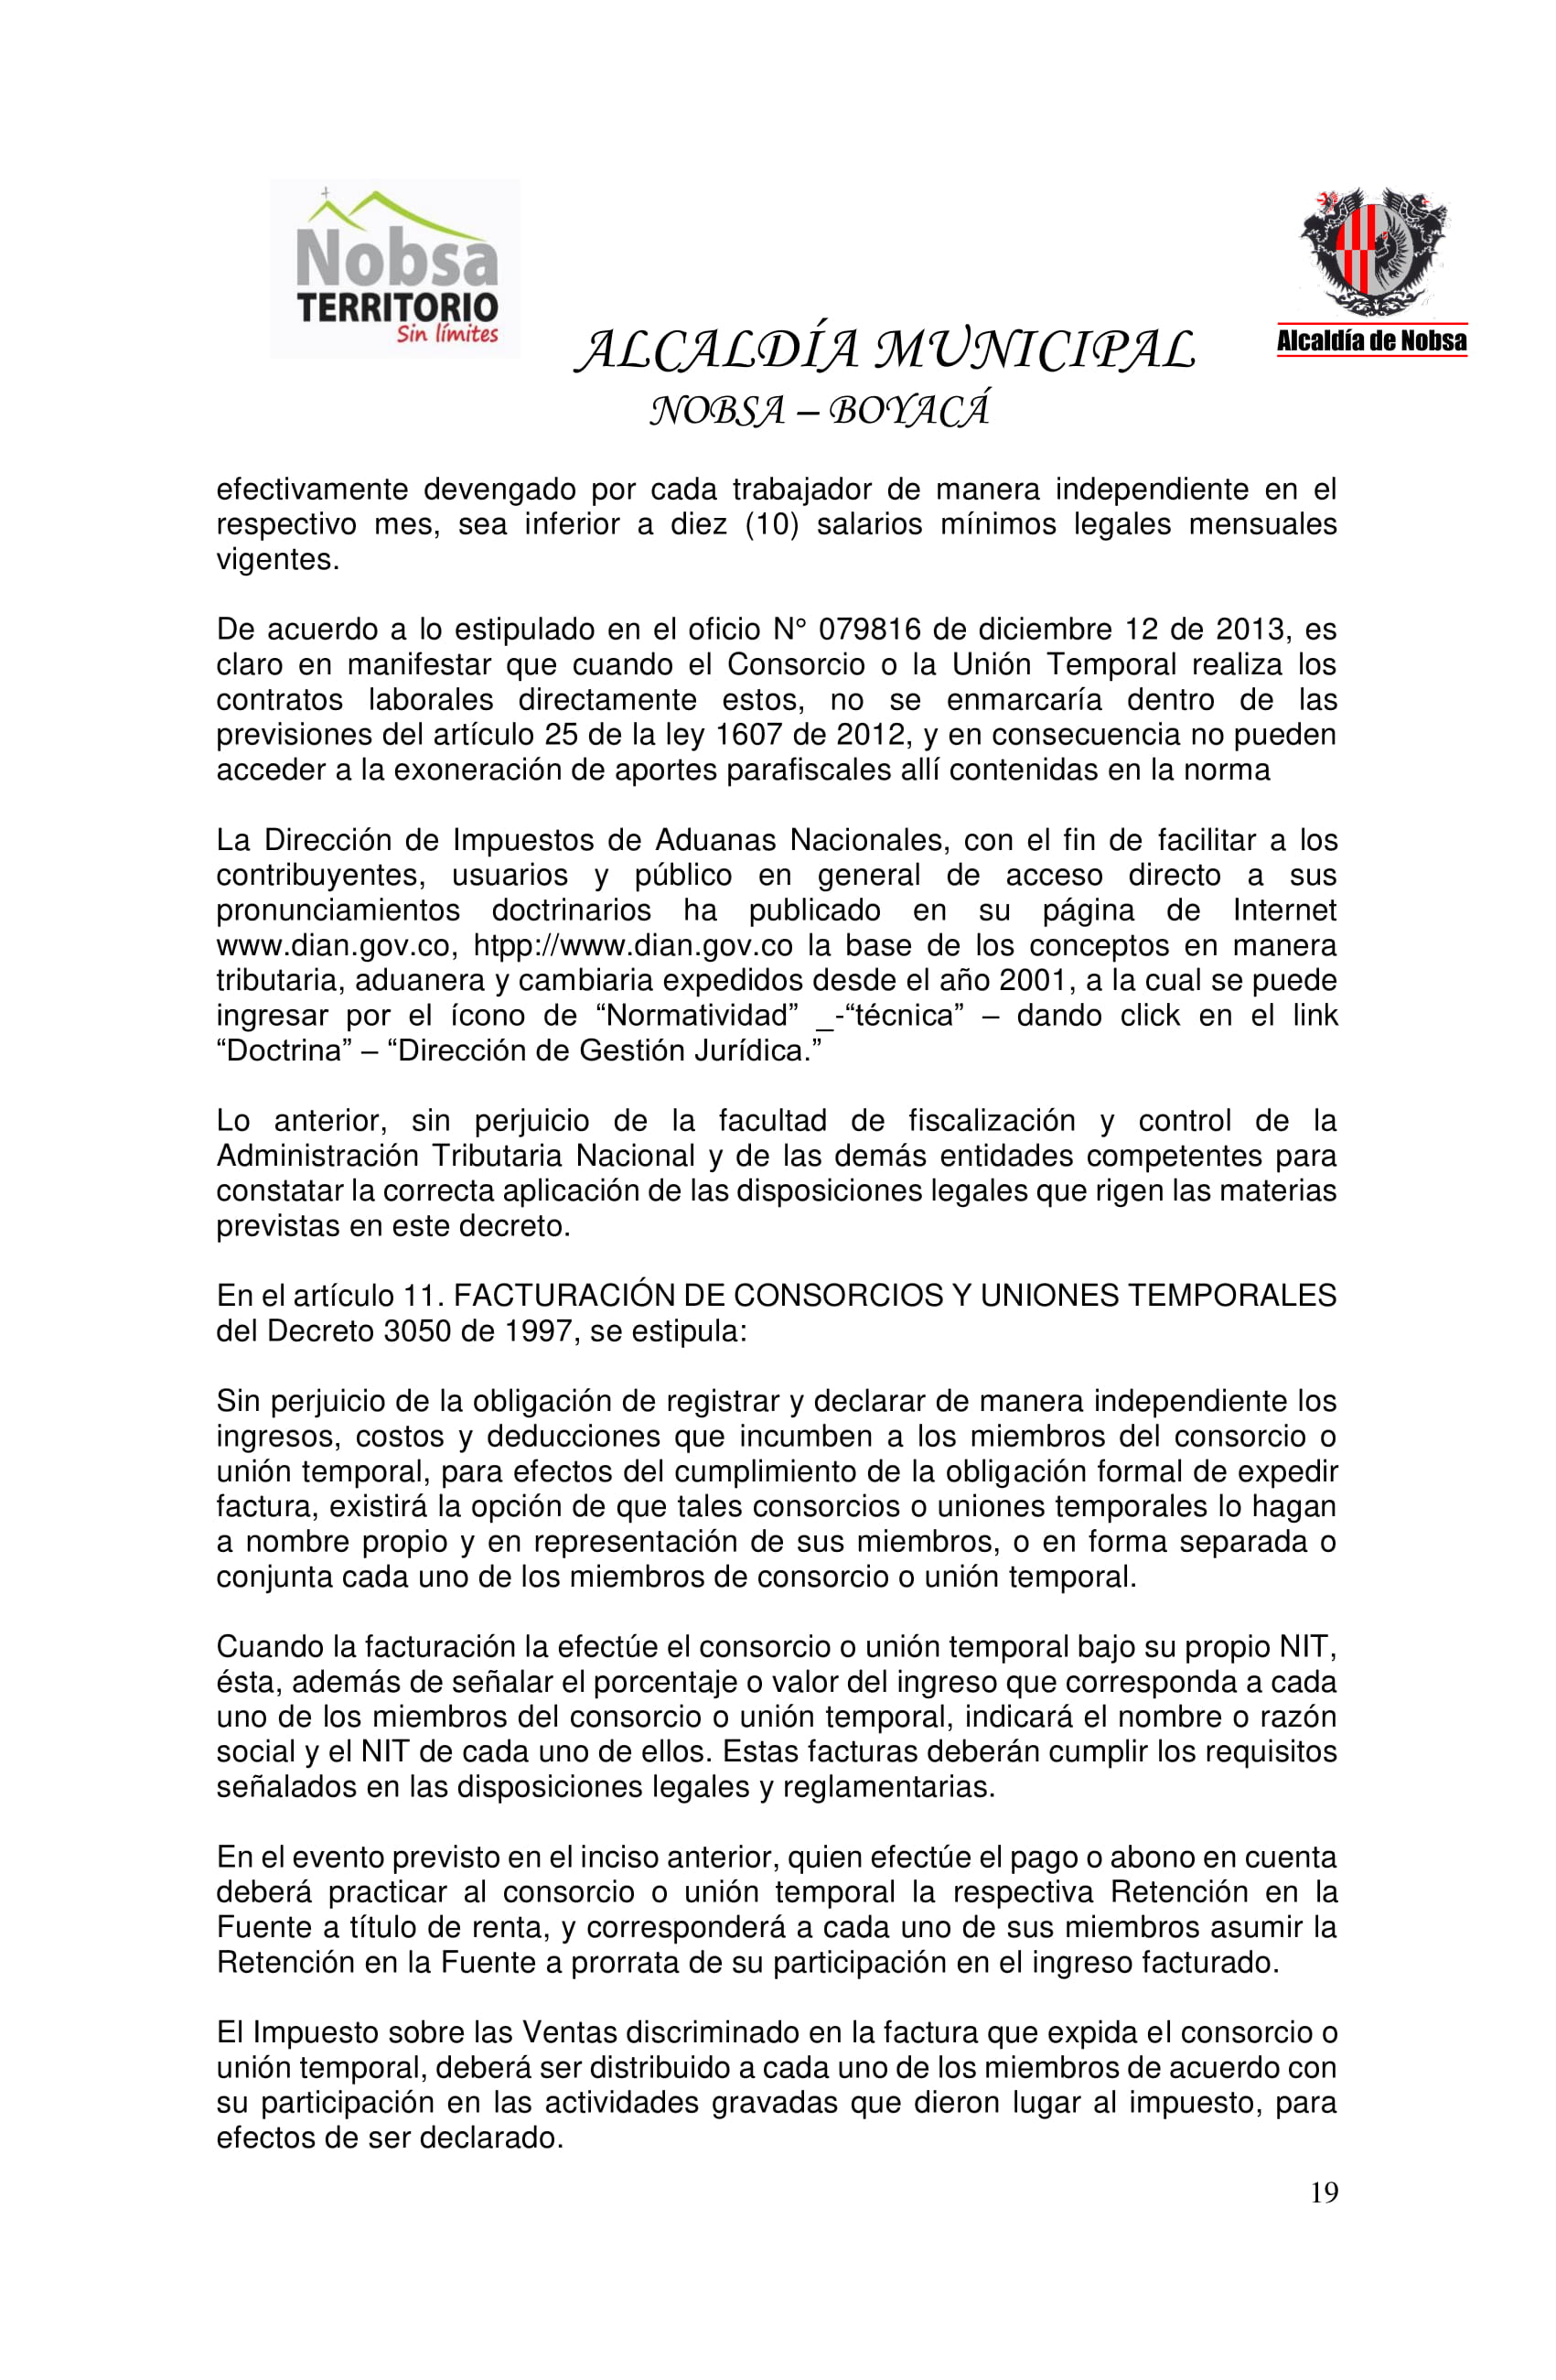 Nobsa
TERRITORIO
Sin límites
Alcaldía de Nobsa
ALCALDÍA MUNICIPAL
NOBSA – BOYACÁ
efectivamente devengado por cada trabajador de manera independiente en el
respectivo mes, sea inferior a diez (10) salarios mínimos legales mensuales
vigentes.
De acuerdo a lo estipulado en el oficio N° 079816 de diciembre 12 de 2013, es
claro en manifestar que cuando el Consorcio o la Unión Temporal realiza los
contratos laborales directamente estos, no se enmarcaría dentro de las
previsiones del artículo 25 de la ley 1607 de 2012, y en consecuencia no pueden
acceder a la exoneración de aportes parafiscales allí contenidas en la norma
La Dirección de Impuestos de Aduanas Nacionales, con el fin de facilitar a los
contribuyentes, usuarios y público en general de acceso directo a sus
pronunciamientos doctrinarios ha publicado en su página de Internet
www.dian.gov.co, htpp://www.dian.gov.co la base de los conceptos en manera
tributaria, aduanera y cambiaria expedidos desde el año 2001, a la cual se puede
ingresar por el ícono de “Normatividad” _-“técnica” – dando click en el link
“Doctrina” – “Dirección de Gestión Jurídica.”
Lo anterior, sin perjuicio de la facultad de fiscalización y control de la
Administración Tributaria Nacional y de las demás entidades competentes para
constatar la correcta aplicación de las disposiciones legales que rigen las materias
previstas en este decreto.
En el artículo 11. FACTURACIÓN DE CONSORCIOS Y UNIONES TEMPORALES
del Decreto 3050 de 1997, se estipula:
Sin perjuicio de la obligación de registrar y declarar de manera independiente los
ingresos, costos y deducciones que incumben a los miembros del consorcio o
unión temporal, para efectos del cumplimiento de la obligación formal de expedir
factura, existirá la opción de que tales consorcios o uniones temporales lo hagan
a nombre propio y en representación de sus miembros, o en forma separada o
conjunta cada uno de los miembros de consorcio o unión temporal.
Cuando la facturación la efectúe el consorcio o unión temporal bajo su propio NIT,
ésta, además de señalar el porcentaje o valor del ingreso que corresponda a cada
uno de los miembros del consorcio o unión temporal, indicará el nombre o razón
social y el NIT de cada uno de ellos. Estas facturas deberán cumplir los requisitos
señalados en las disposiciones legales y reglamentarias.
En el evento previsto en el inciso anterior, quien efectúe el pago o abono en cuenta
deberá practicar al consorcio o unión temporal la respectiva Retención en la
Fuente a título de renta, y corresponderá a cada uno de sus miembros asumir la
Retención en la Fuente a prorrata de su participación en el ingreso facturado.
El Impuesto sobre las Ventas discriminado en la factura que expida el consorcio o
unión temporal, deberá ser distribuido a cada uno de los miembros de acuerdo con
su participación en las actividades gravadas que dieron lugar al impuesto, para
efectos de ser declarado.
19